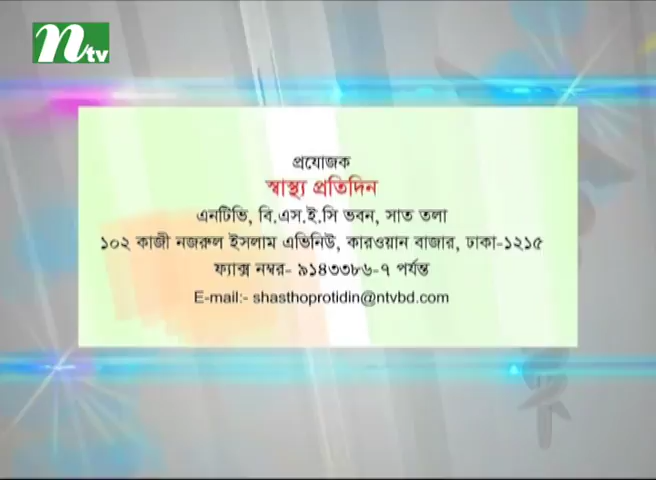 ntv
প্রযোজক
স্বাস্থ্য প্রতিদিন
এনটিভি, বি.এস.ই.সি ভবন, সাত তলা
১০২ কাজী নজরুল ইসলাম এভিনিউ, কারওয়ান বাজার, ঢাকা-১২১৫
ফ্যাক্স নম্বর- ৯১৪৩৩৮৬-৭ পর্যন্ত
E-mail:- shasthoprotidin@ntvbd.com